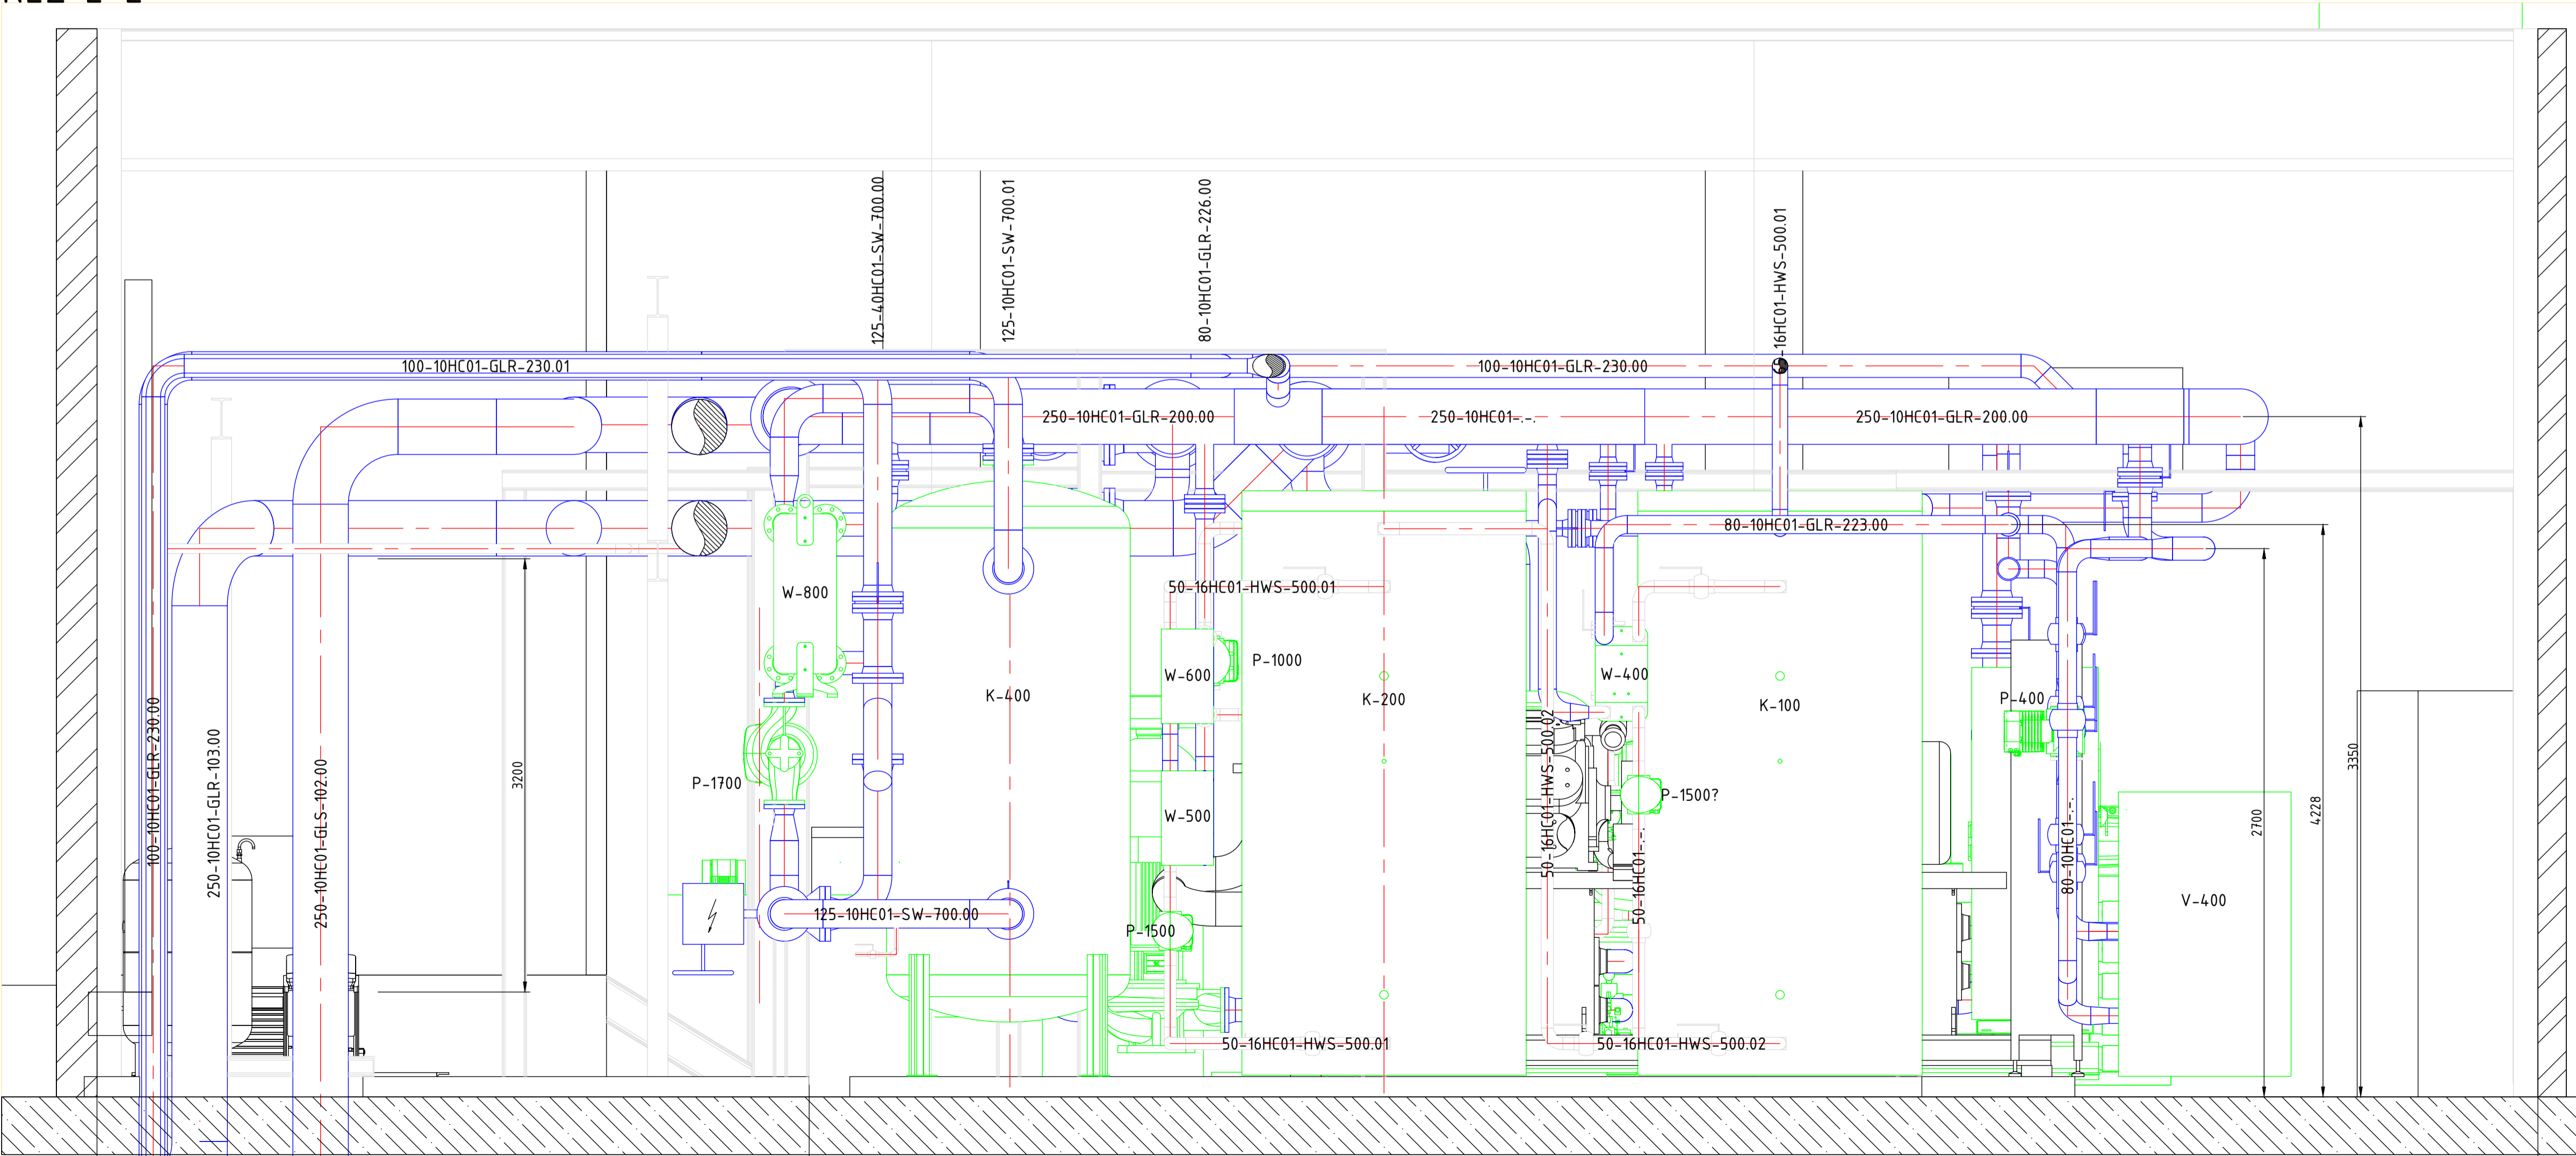 125-40HC01-SW-700.00
125-10HC01-SW-700.01
80-10HC01-GLR-226.00
-16HC01-HWS-500.01
100-10HC01-GLR-230.01
100-10HC01-GLR-230.00
250-10HC01-GLR-200.00
250-10HC01-.-.
250-10HC01-GLR-200.00
80-10HC01-GLR-223.00
50-16HC01-HWS-500.01
W-800
W-600
P-1000
W-400
K-400
K-200
K-100
P-400
P-1700
P-1500?
W-500
100-10HC01-GLR-230.00
250-10HC01-GLR-103.00
250-10HC01-GLS-102.00
3200
50-16HC01-HWS-500.02
50-16HC01-.-.
80-10HC01-.-.
2700
4228
3350
V-400
125-10HC01-SW-700.00
P-1500
50-16HC01-HWS-500.01
50-16HC01-HWS-500.02